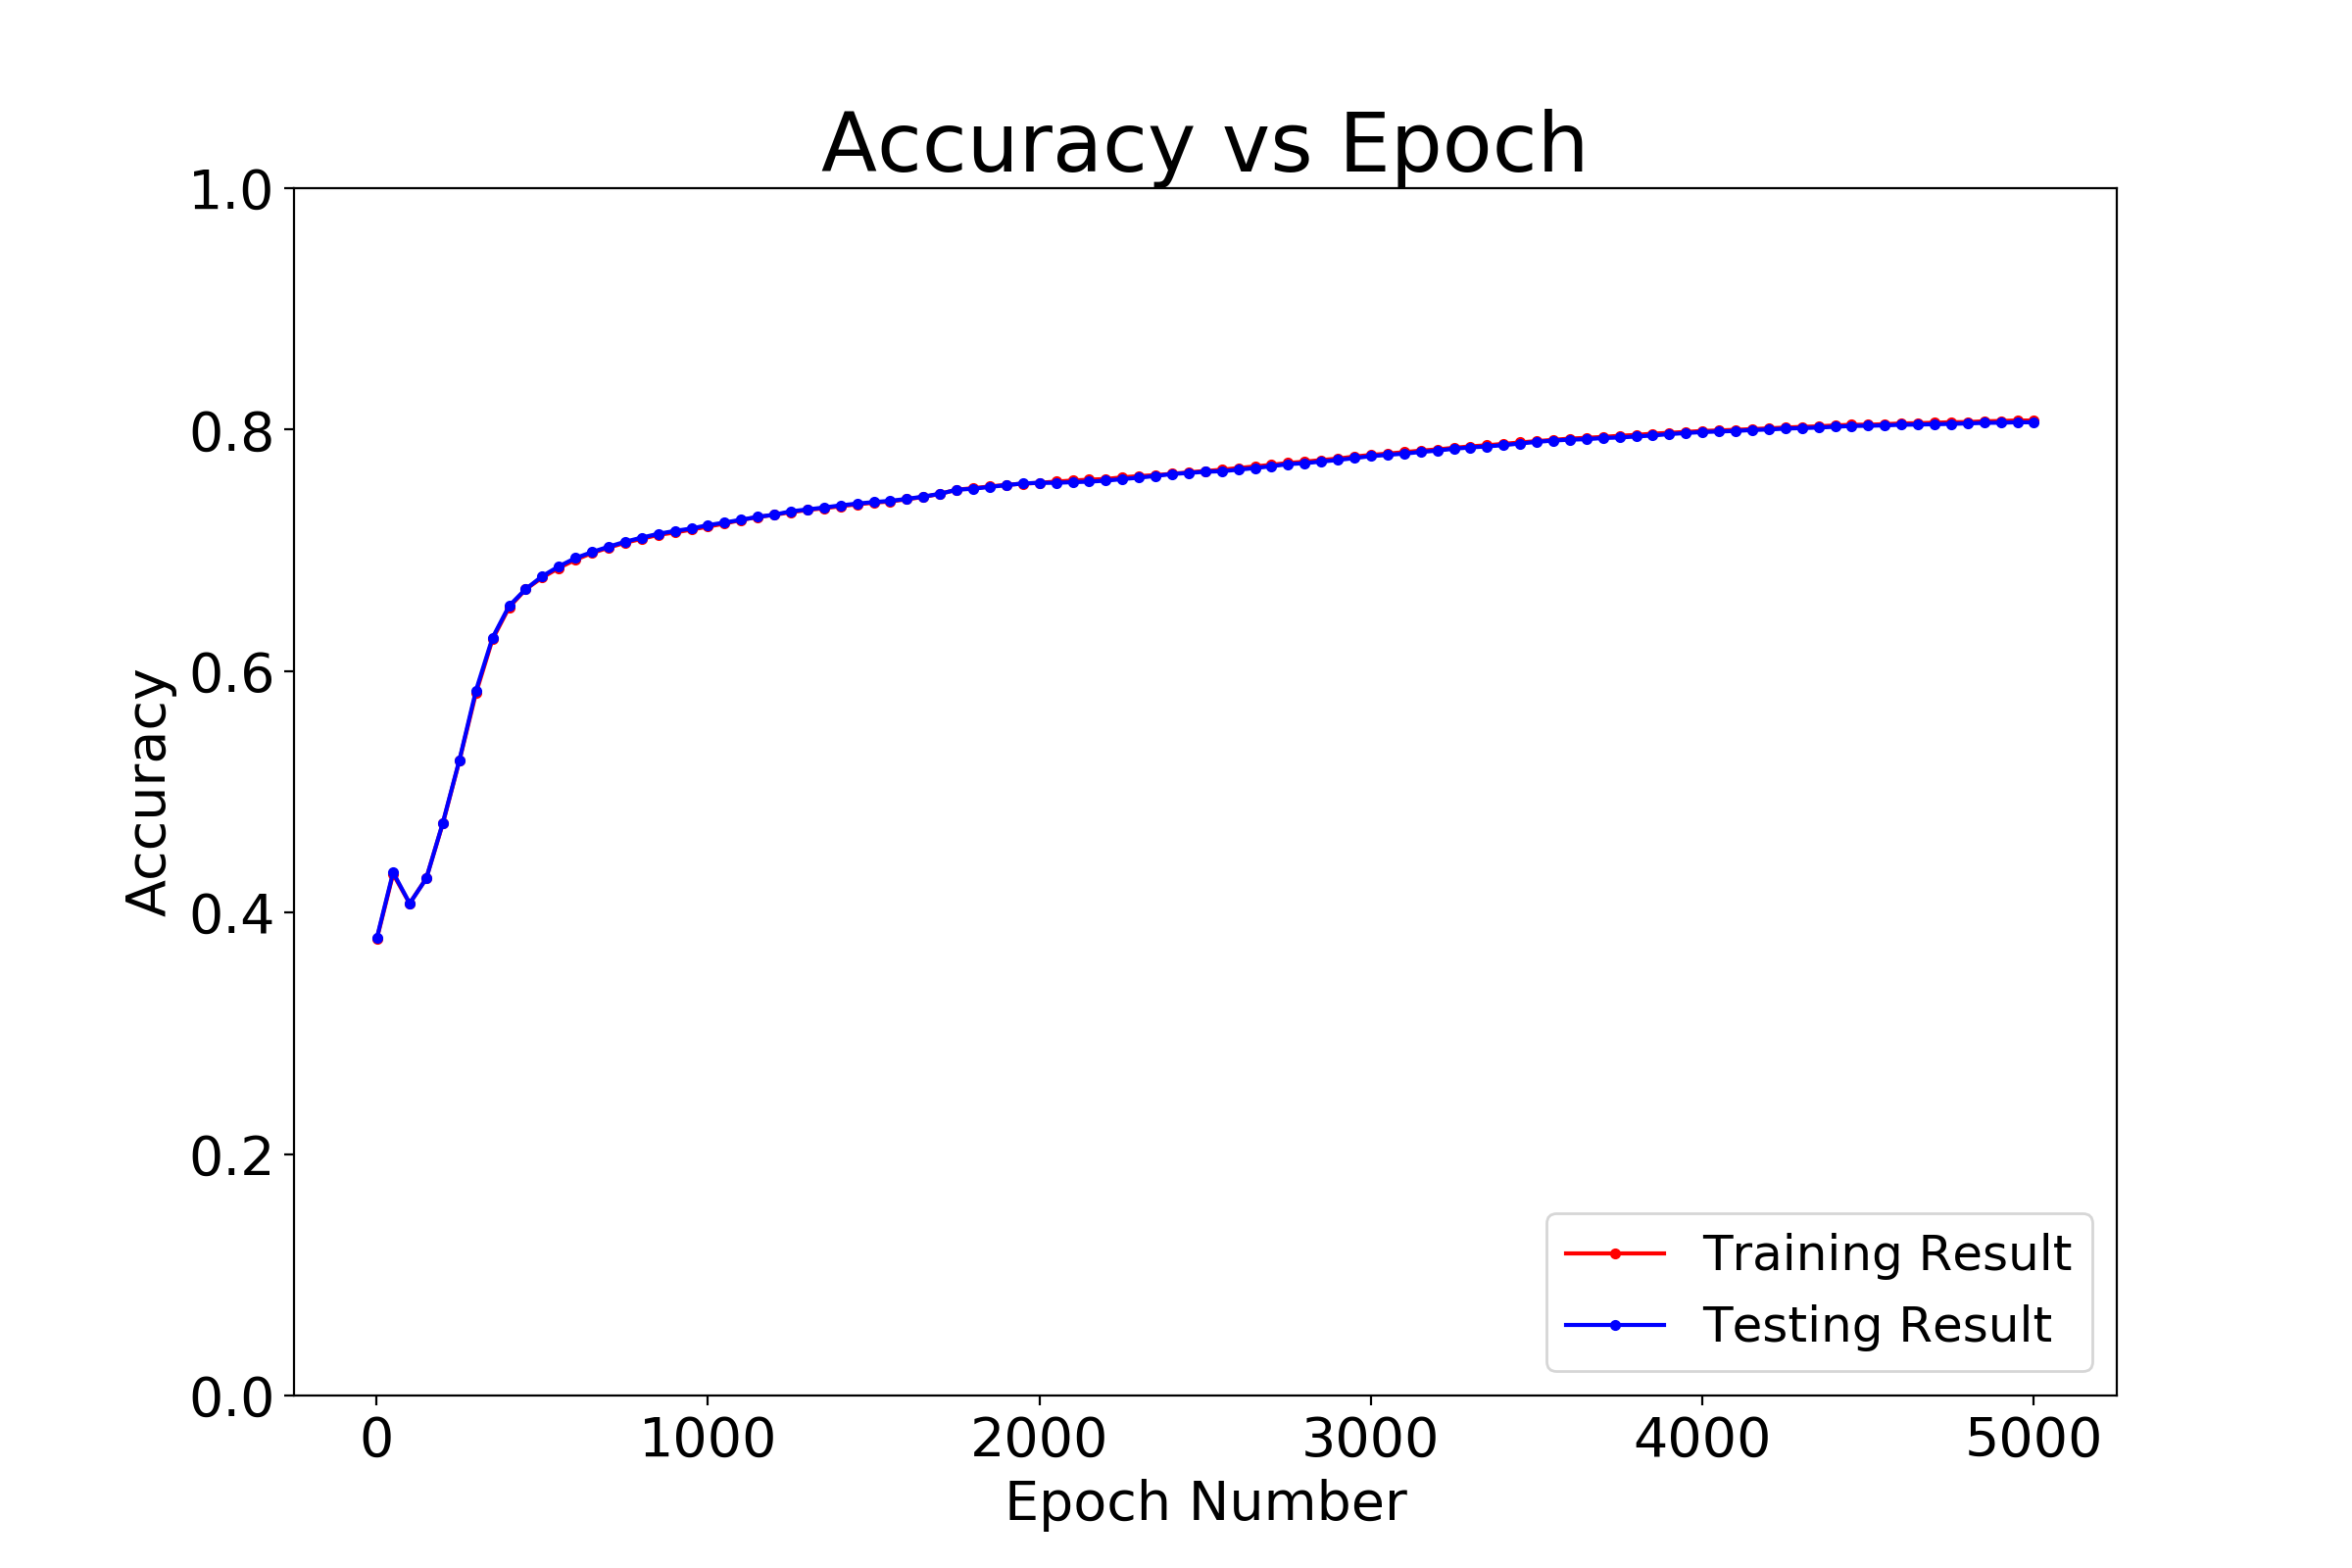 Accuracy vs Epoch
1.0
0.8
0.6
0.4
0.2
0.0
Accuracy
0 1000 2000 3000 4000 5000
Epoch Number
Training Result
Testing Result